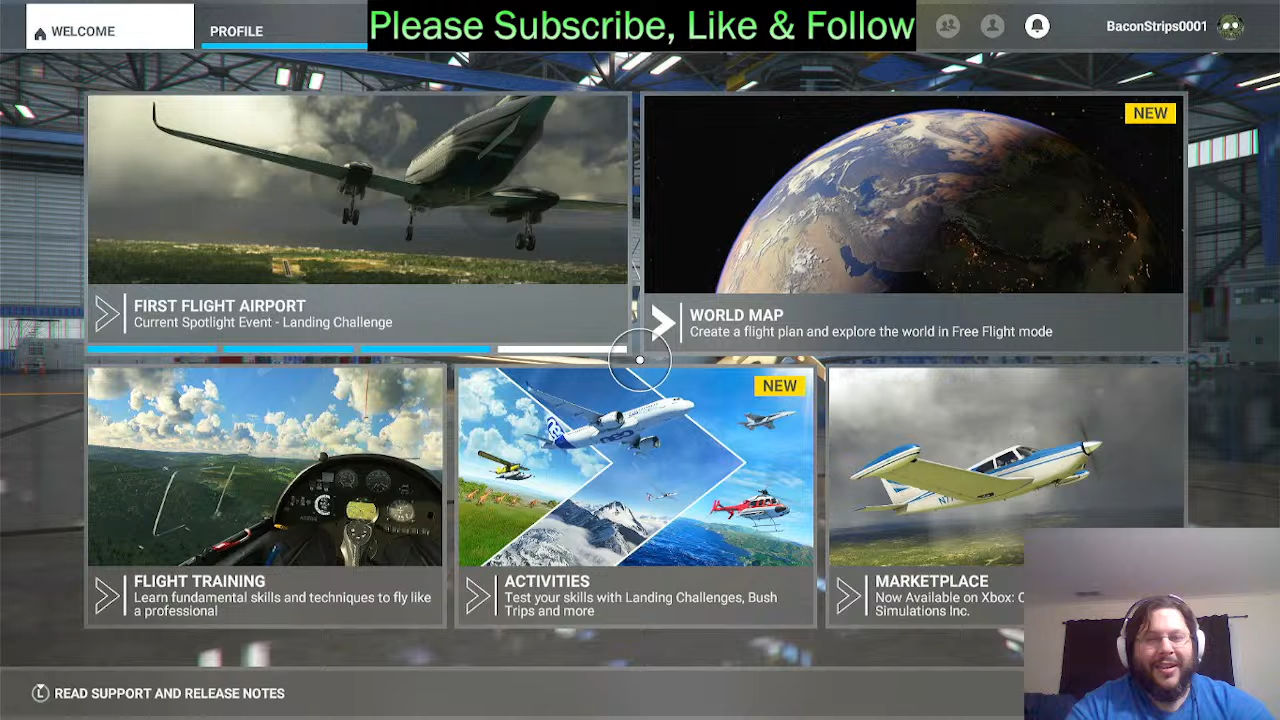 WELCOME
PROFILE
Please Subscribe, Like & Follow
BaconStrips0001
NEW
FIRST FLIGHT AIRPORT
Current Spotlight Event - Landing Challenge
WORLD MAP
Create a flight plan and explore the world in Free Flight mode
NEW
FLIGHT TRAINING
Learn fundamental skills and techniques to fly like
a professional
ACTIVITIES
Test your skills with Landing Challenges, Bush
Trips and more
MARKETPLACE
Now Available on Xbox:
Simulations Inc.
L READ SUPPORT AND RELEASE NOTES